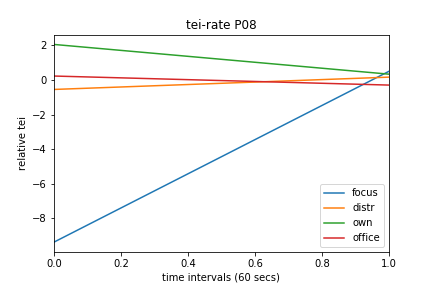 tei-rate P08
relative tei
2
0
−2
−4
−6
−8
0.0 0.2 0.4 0.6 0.8 1.0
time intervals (60 secs)
focus
distr
own
office